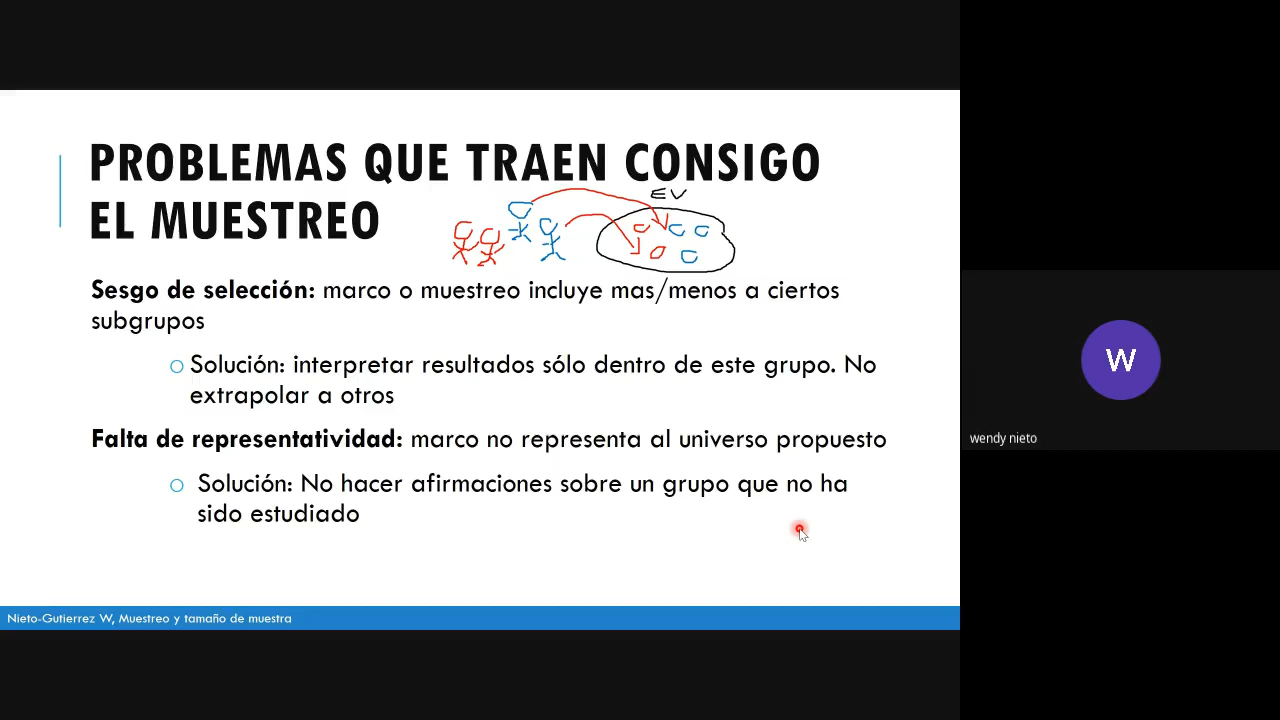 PROBLEMAS QUE TRAEN CONSIGO
EL MUESTREO
EV
Sesgo de selección: marco o muestreo incluye mas/menos a ciertos
subgrupos
Solución: interpretar resultados sólo dentro de este grupo. No
extrapolar a otros
Falta de representatividad: marco no representa al universo propuesto
Solución: No hacer afirmaciones sobre un grupo que no ha
sido estudiado
Nieto-Gutierrez W, Muestreo y tamaño de muestra
W
wendy nieto